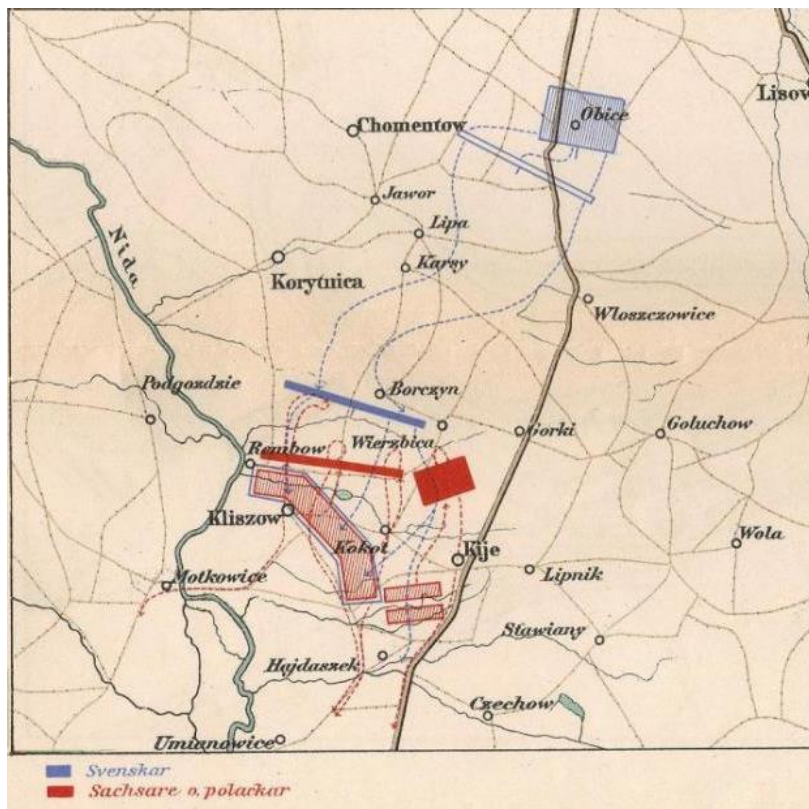 Lisow
Obice
Chomentow
Jawor
Lipa
Karsy
Nida
Korytnica
Włoszczowice
Podgozdzie
Borczyn
Wierzbica
Gorki
Goluchow
Rembow
Kliszow
Kokot
Kije
Wola
Motkowice
Lipnik
Stawiany
Hajdaszek
Czechow
Umianowice
Svenskar
Sachsare o. polackar